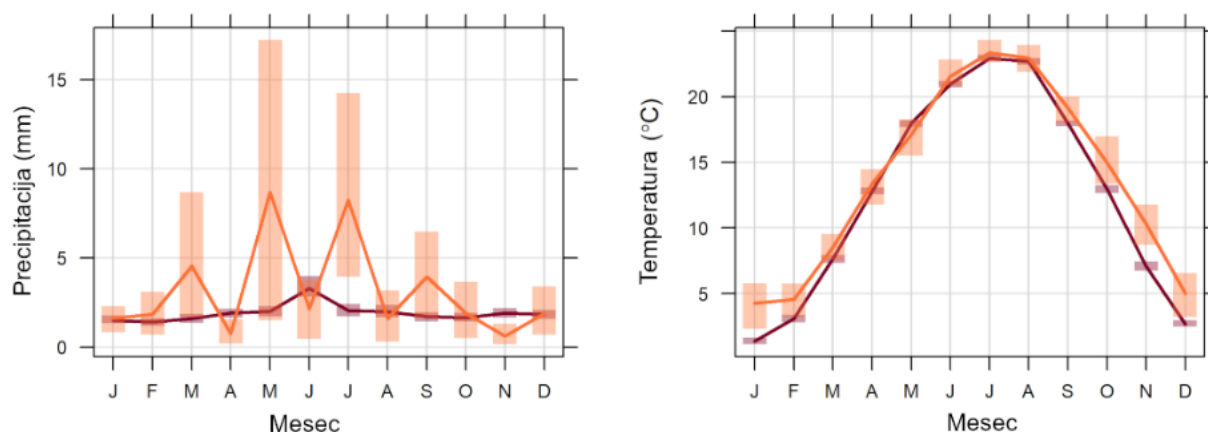 Precipitacija (mm)
15
10
5
0
J F M A M J J A S O N D
Mesec
Temperatura (°C)
20
15
10
5
J F M A M J J A S O N D
Mesec